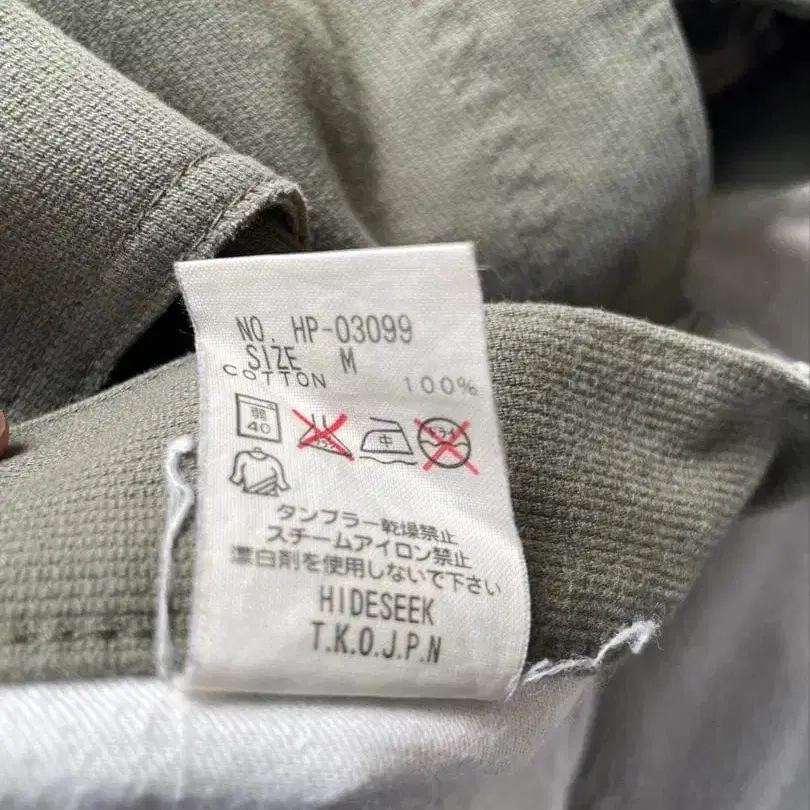 NO. HP-03099
SIZE M
COTTON 100%
弱 40 中
タンブラー乾燥禁止
スチームアイロン禁止
漂白剤を使用しないで下さい
HIDESEEK
T.K.O.J.P.N